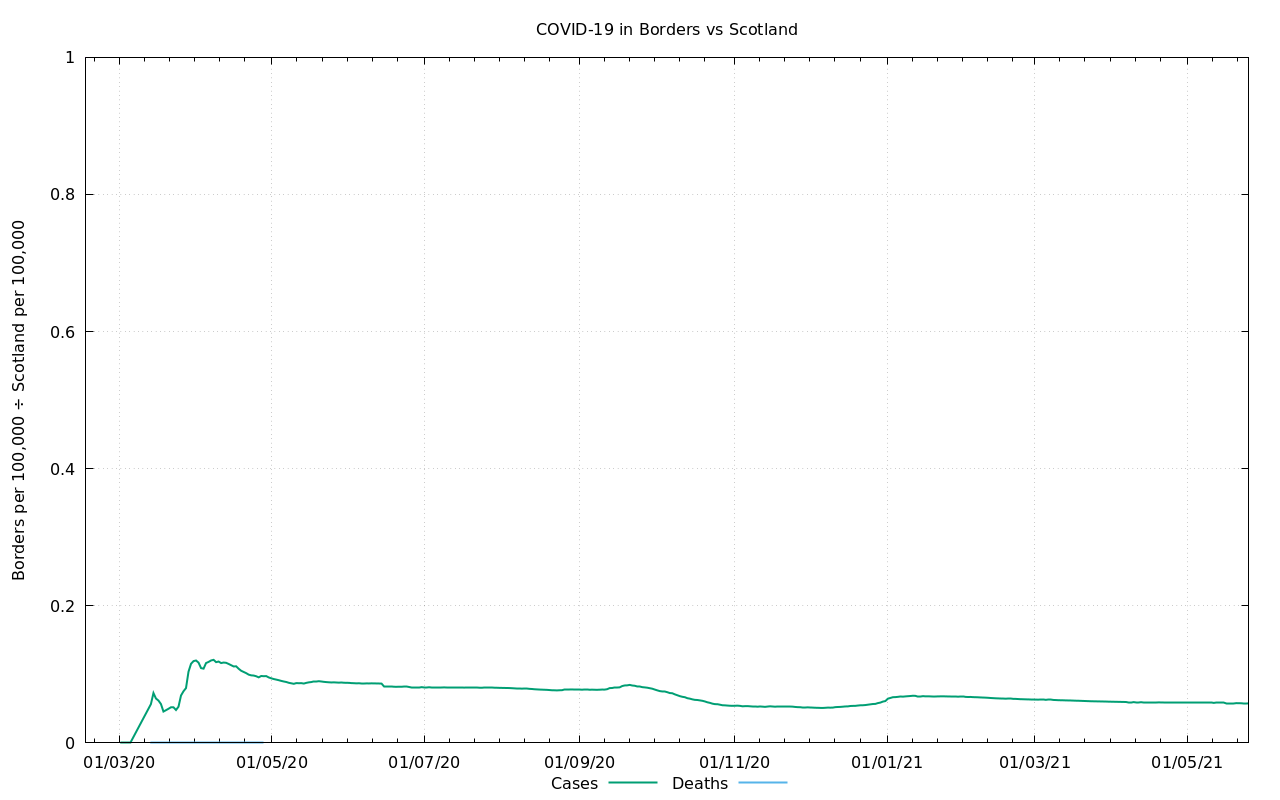 COVID-19 in Borders vs Scotland
Borders per 100,000 ÷ Scotland per 100,000
1
0.8
0.6
0.4
0.2
0
01/03/20 01/05/20 01/07/20 01/09/20 01/11/20 01/01/21 01/03/21 01/05/21
Cases Deaths